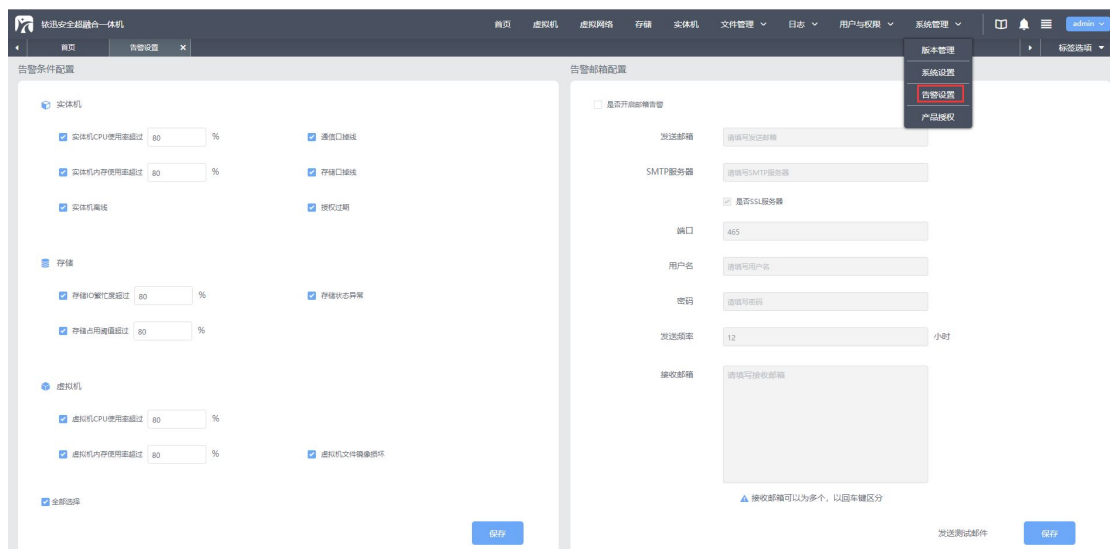 依迅安全超融合一体机 首页 虚拟机 虚拟网络 存储 实体机 文件管理 日志 用户与权限 系统管理 admin
首页 告警设置 × 标签选项
版本管理
系统设置
告警设置
产品授权
告警条件配置
实体机
实体机CPU使用率超过 80 % 通信口掉线
实体机内存使用率超过 80 % 存储口掉线
实体机离线 授权过期
存储
存储IO繁忙度超过 80 % 存储状态异常
存储占用阈值超过 80 %
虚拟机
虚拟机CPU使用率超过 80 %
虚拟机内存使用率超过 80 % 虚拟机文件镜像损坏
全部选择
保存
告警邮箱配置
是否开启邮箱告警
发送邮箱 请填写发送邮箱
SMTP服务器 请填写SMTP服务器
是否SSL服务器
端口 465
用户名 请填写用户名
密码 请填写密码
发送频率 12 小时
接收邮箱 请填写接收邮箱
接收邮箱可以为多个，以回车键区分
发送测试邮件 保存